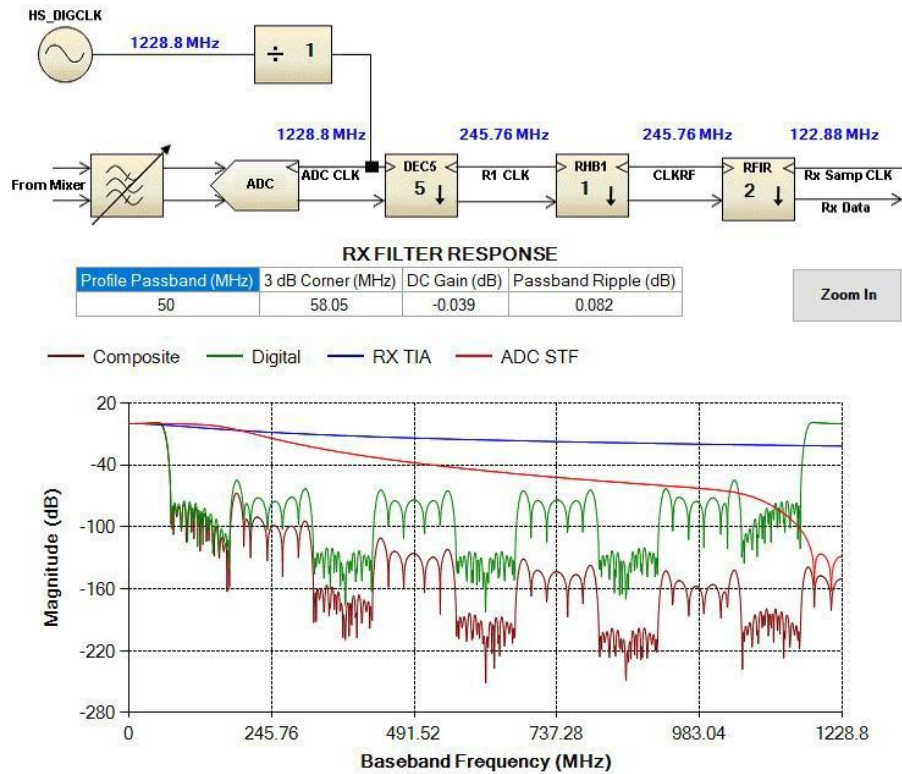 HS_DIGCLK
1228.8 MHz
÷ 1
1228.8 MHz 245.76 MHz 245.76 MHz 122.88 MHz
From Mixer ADC ADC CLK DEC5 R1 CLK RHB1 CLKRF RFIR Rx Samp CLK
5 1 2 Rx Data
RX FILTER RESPONSE
Profile Passband (MHz) 3 dB Corner (MHz) DC Gain (dB) Passband Ripple (dB)
50 58.05 -0.039 0.082
Zoom In
Composite Digital RX TIA ADC STF
Magnitude (dB)
20
-40
-100
-160
-220
-280
0 245.76 491.52 737.28 983.04 1228.8
Baseband Frequency (MHz)